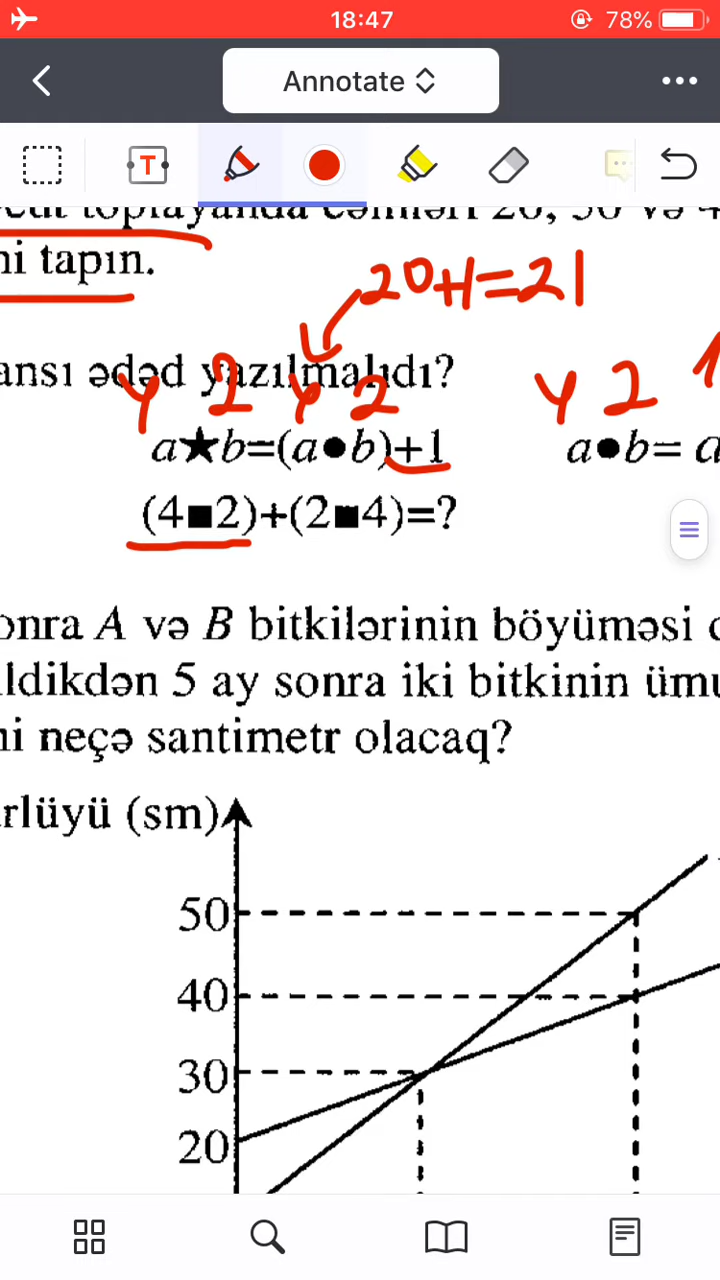 18:47
78%
Annotate
T
ni tapın.
20+1=21
ansı ədəd yazılmalıdı?
4 2 4 2
4 2
a★b=(a●b)+1
a●b= a
(4■2)+(2■4)=?
onra A və B bitkilərinin böyüməsi
ldikdən 5 ay sonra iki bitkinin ümu
ni neçə santimetr olacaq?
rlüyü (sm)
50
40
30
20